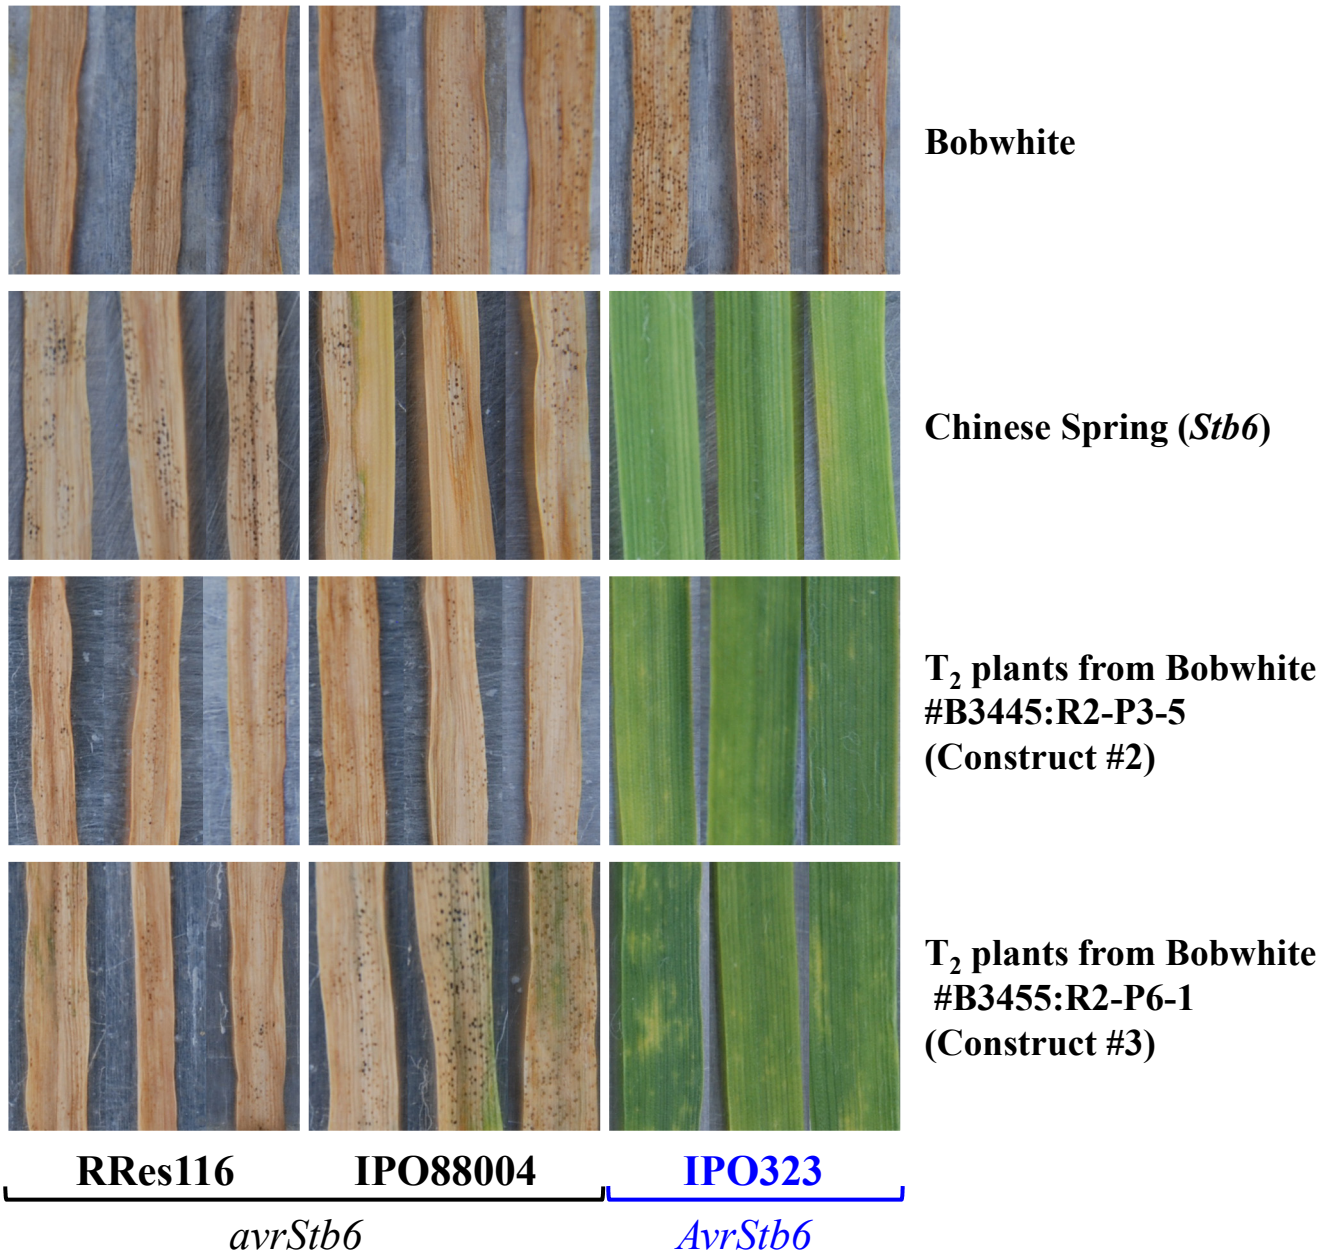 Bobwhite
Chinese Spring (Stb6)
T₂ plants from Bobwhite
#B3445:R2-P3-5
(Construct #2)
T₂ plants from Bobwhite
#B3455:R2-P6-1
(Construct #3)
RRes116 IPO88004 IPO323
avrStb6 AvrStb6